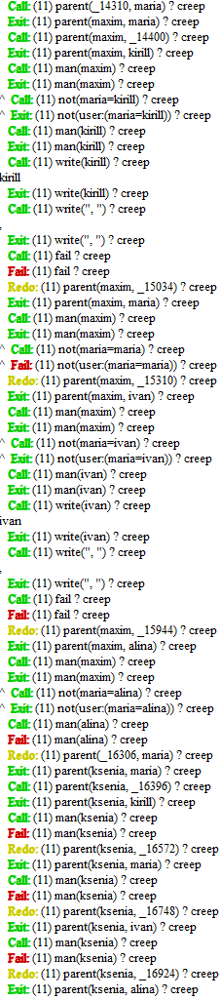 Call: (11) parent(_14310, maria) ? creep
Exit: (11) parent(maxim, maria) ? creep
Call: (11) parent(maxim, _14400) ? creep
Exit: (11) parent(maxim, kirill) ? creep
Call: (11) man(maxim) ? creep
Exit: (11) man(maxim) ? creep
^ Call: (11) not(maria=kirill) ? creep
^ Exit: (11) not(user:(maria=kirill)) ? creep
Call: (11) man(kirill) ? creep
Exit: (11) man(kirill) ? creep
Call: (11) write(kirill) ? creep
kirill
Exit: (11) write(kirill) ? creep
Call: (11) write(", ") ? creep
,
Exit: (11) write(", ") ? creep
Call: (11) fail ? creep
Fail: (11) fail ? creep
Redo: (11) parent(maxim, _15034) ? creep
Exit: (11) parent(maxim, maria) ? creep
Call: (11) man(maxim) ? creep
Exit: (11) man(maxim) ? creep
^ Call: (11) not(maria=maria) ? creep
^ Fail: (11) not(user:(maria=maria)) ? creep
Redo: (11) parent(maxim, _15310) ? creep
Exit: (11) parent(maxim, ivan) ? creep
Call: (11) man(maxim) ? creep
Exit: (11) man(maxim) ? creep
^ Call: (11) not(maria=ivan) ? creep
^ Exit: (11) not(user:(maria=ivan)) ? creep
Call: (11) man(ivan) ? creep
Exit: (11) man(ivan) ? creep
Call: (11) write(ivan) ? creep
ivan
Exit: (11) write(ivan) ? creep
Call: (11) write(", ") ? creep
,
Exit: (11) write(", ") ? creep
Call: (11) fail ? creep
Fail: (11) fail ? creep
Redo: (11) parent(maxim, _15944) ? creep
Exit: (11) parent(maxim, alina) ? creep
Call: (11) man(maxim) ? creep
Exit: (11) man(maxim) ? creep
^ Call: (11) not(maria=alina) ? creep
^ Exit: (11) not(user:(maria=alina)) ? creep
Call: (11) man(alina) ? creep
Fail: (11) man(alina) ? creep
Redo: (11) parent(_16306, maria) ? creep
Exit: (11) parent(ksenia, maria) ? creep
Call: (11) parent(ksenia, _16396) ? creep
Exit: (11) parent(ksenia, kirill) ? creep
Call: (11) man(ksenia) ? creep
Fail: (11) man(ksenia) ? creep
Redo: (11) parent(ksenia, _16572) ? creep
Exit: (11) parent(ksenia, maria) ? creep
Call: (11) man(ksenia) ? creep
Fail: (11) man(ksenia) ? creep
Redo: (11) parent(ksenia, _16748) ? creep
Exit: (11) parent(ksenia, ivan) ? creep
Call: (11) man(ksenia) ? creep
Fail: (11) man(ksenia) ? creep
Redo: (11) parent(ksenia, _16924) ? creep
Exit: (11) parent(ksenia, alina) ? creep